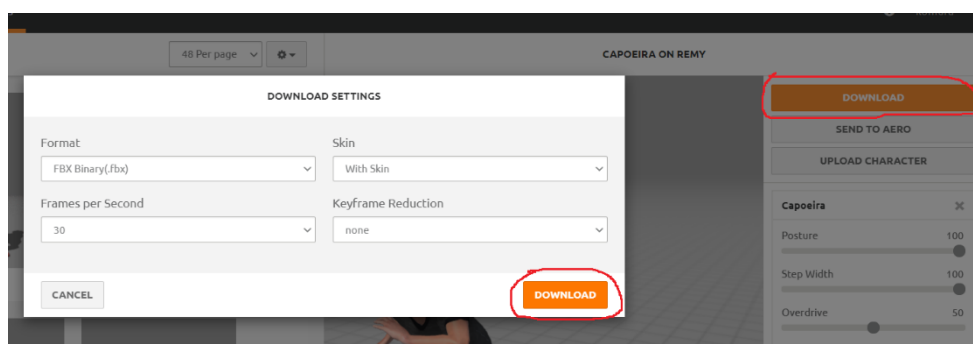 48 Per page
CAPOEIRA ON REMY
DOWNLOAD SETTINGS
Format
Skin
FBX Binary(.fbx)
With Skin
Frames per Second
Keyframe Reduction
30
none
CANCEL
DOWNLOAD
DOWNLOAD
SEND TO AERO
UPLOAD CHARACTER
Capoeira
Posture 100
Step Width 100
Overdrive 50